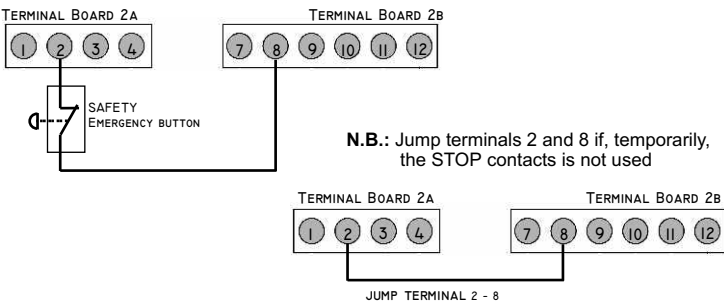 TERMINAL BOARD 2A
TERMINAL BOARD 2B
1 2 3 4
7 8 9 10 11 12
SAFETY
EMERGENCY BUTTON
N.B.: Jump terminals 2 and 8 if, temporarily,
the STOP contacts is not used
TERMINAL BOARD 2A
TERMINAL BOARD 2B
1 2 3 4
7 8 9 10 11 12
JUMP TERMINAL 2 - 8